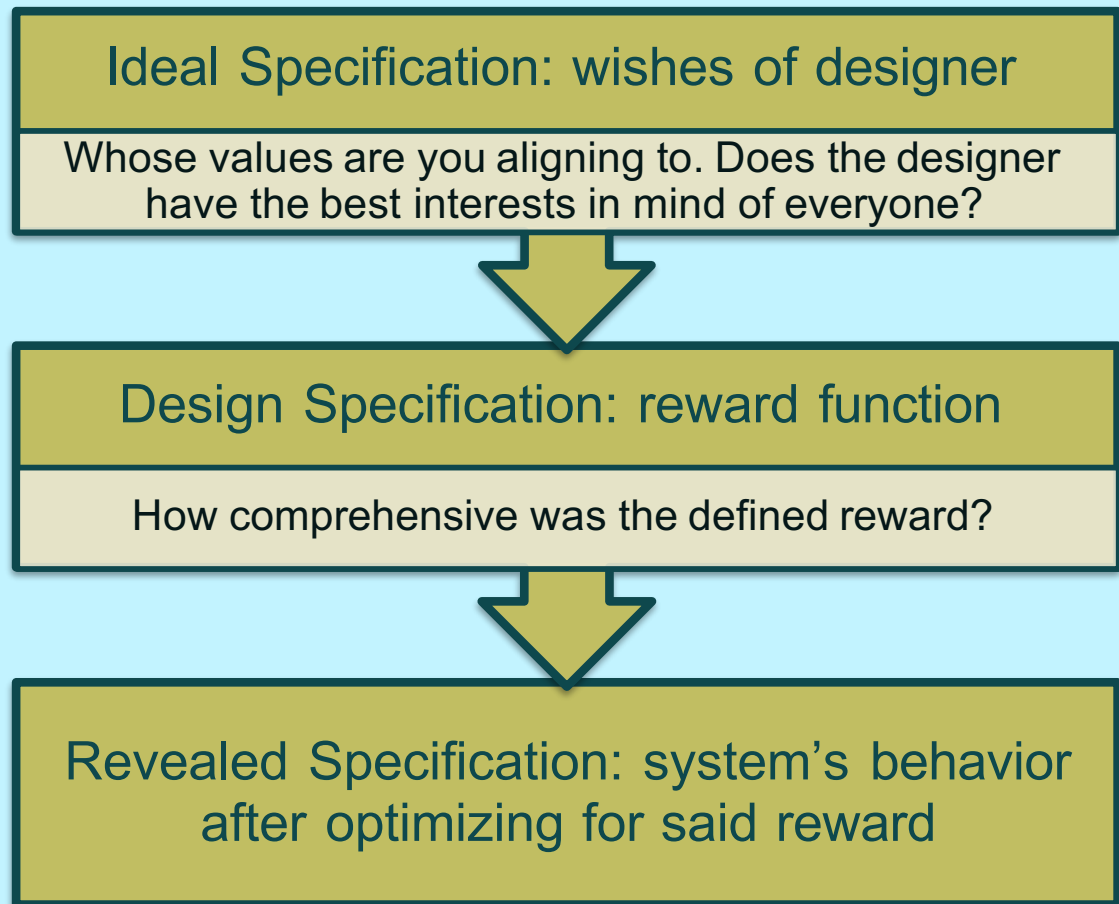 Ideal Specification: wishes of designer
Whose values are you aligning to. Does the designer
have the best interests in mind of everyone?
Design Specification: reward function
How comprehensive was the defined reward?
Revealed Specification: system’s behavior
after optimizing for said reward